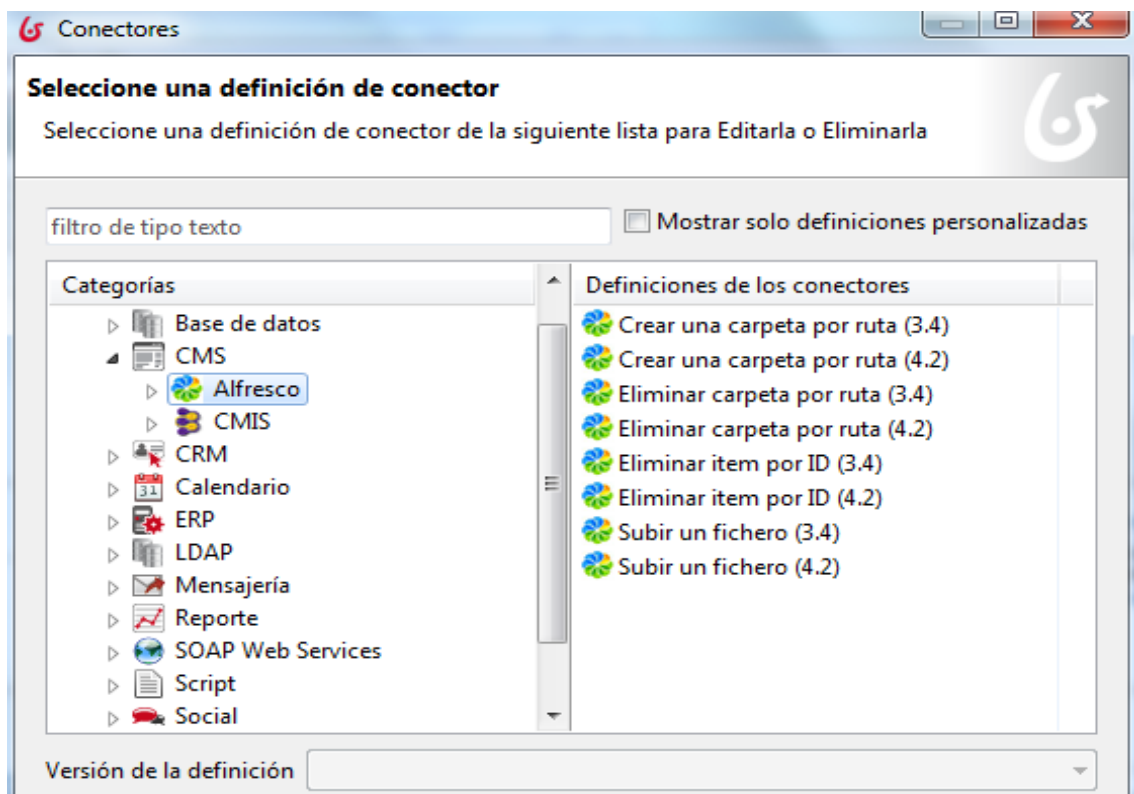 Conectores
Seleccione una definición de conector
Seleccione una definición de conector de la siguiente lista para Editarla o Eliminarla
filtro de tipo texto
Mostrar solo definiciones personalizadas
Categorías
Base de datos
CMS
Alfresco
CMIS
CRM
31
Calendario
ERP
LDAP
Mensajería
Reporte
SOAP Web Services
Script
Social
Definiciones de los conectores
Crear una carpeta por ruta (3.4)
Crear una carpeta por ruta (4.2)
Eliminar carpeta por ruta (3.4)
Eliminar carpeta por ruta (4.2)
Eliminar item por ID (3.4)
Eliminar item por ID (4.2)
Subir un fichero (3.4)
Subir un fichero (4.2)
Versión de la definición